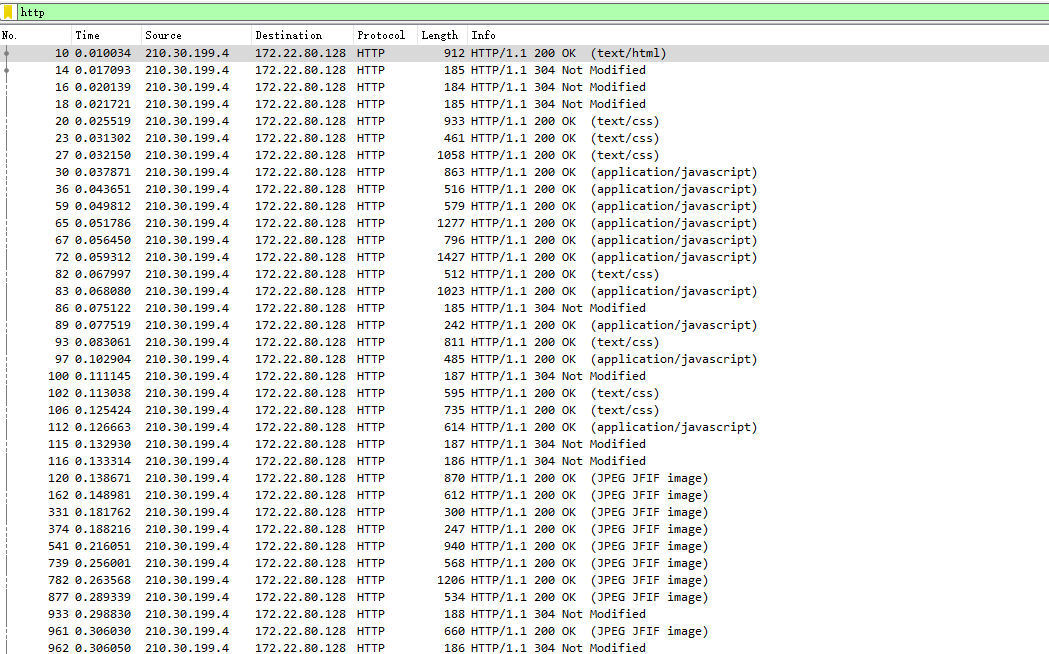 http
No. Time Source Destination Protocol Length Info
10 0.010034 210.30.199.4 172.22.80.128 HTTP 912 HTTP/1.1 200 OK (text/html)
14 0.017093 210.30.199.4 172.22.80.128 HTTP 185 HTTP/1.1 304 Not Modified
16 0.020139 210.30.199.4 172.22.80.128 HTTP 184 HTTP/1.1 304 Not Modified
18 0.021721 210.30.199.4 172.22.80.128 HTTP 185 HTTP/1.1 304 Not Modified
20 0.025519 210.30.199.4 172.22.80.128 HTTP 933 HTTP/1.1 200 OK (text/css)
23 0.031302 210.30.199.4 172.22.80.128 HTTP 461 HTTP/1.1 200 OK (text/css)
27 0.032150 210.30.199.4 172.22.80.128 HTTP 1058 HTTP/1.1 200 OK (text/css)
30 0.037871 210.30.199.4 172.22.80.128 HTTP 863 HTTP/1.1 200 OK (application/javascript)
36 0.043651 210.30.199.4 172.22.80.128 HTTP 516 HTTP/1.1 200 OK (application/javascript)
59 0.049812 210.30.199.4 172.22.80.128 HTTP 579 HTTP/1.1 200 OK (application/javascript)
65 0.051786 210.30.199.4 172.22.80.128 HTTP 1277 HTTP/1.1 200 OK (application/javascript)
67 0.056450 210.30.199.4 172.22.80.128 HTTP 796 HTTP/1.1 200 OK (application/javascript)
72 0.059312 210.30.199.4 172.22.80.128 HTTP 1427 HTTP/1.1 200 OK (application/javascript)
82 0.067997 210.30.199.4 172.22.80.128 HTTP 512 HTTP/1.1 200 OK (text/css)
83 0.068080 210.30.199.4 172.22.80.128 HTTP 1023 HTTP/1.1 200 OK (application/javascript)
86 0.075122 210.30.199.4 172.22.80.128 HTTP 185 HTTP/1.1 304 Not Modified
89 0.077519 210.30.199.4 172.22.80.128 HTTP 242 HTTP/1.1 200 OK (application/javascript)
93 0.083061 210.30.199.4 172.22.80.128 HTTP 811 HTTP/1.1 200 OK (text/css)
97 0.102904 210.30.199.4 172.22.80.128 HTTP 485 HTTP/1.1 200 OK (application/javascript)
100 0.111145 210.30.199.4 172.22.80.128 HTTP 187 HTTP/1.1 304 Not Modified
102 0.113038 210.30.199.4 172.22.80.128 HTTP 595 HTTP/1.1 200 OK (text/css)
106 0.125424 210.30.199.4 172.22.80.128 HTTP 735 HTTP/1.1 200 OK (text/css)
112 0.126663 210.30.199.4 172.22.80.128 HTTP 614 HTTP/1.1 200 OK (application/javascript)
115 0.132930 210.30.199.4 172.22.80.128 HTTP 187 HTTP/1.1 304 Not Modified
116 0.133314 210.30.199.4 172.22.80.128 HTTP 186 HTTP/1.1 304 Not Modified
120 0.138671 210.30.199.4 172.22.80.128 HTTP 870 HTTP/1.1 200 OK (JPEG JFIF image)
162 0.148981 210.30.199.4 172.22.80.128 HTTP 612 HTTP/1.1 200 OK (JPEG JFIF image)
331 0.181762 210.30.199.4 172.22.80.128 HTTP 300 HTTP/1.1 200 OK (JPEG JFIF image)
374 0.188216 210.30.199.4 172.22.80.128 HTTP 247 HTTP/1.1 200 OK (JPEG JFIF image)
541 0.216051 210.30.199.4 172.22.80.128 HTTP 940 HTTP/1.1 200 OK (JPEG JFIF image)
739 0.256001 210.30.199.4 172.22.80.128 HTTP 568 HTTP/1.1 200 OK (JPEG JFIF image)
782 0.263568 210.30.199.4 172.22.80.128 HTTP 1206 HTTP/1.1 200 OK (JPEG JFIF image)
877 0.289339 210.30.199.4 172.22.80.128 HTTP 534 HTTP/1.1 200 OK (JPEG JFIF image)
933 0.298830 210.30.199.4 172.22.80.128 HTTP 188 HTTP/1.1 304 Not Modified
961 0.306030 210.30.199.4 172.22.80.128 HTTP 660 HTTP/1.1 200 OK (JPEG JFIF image)
962 0.306050 210.30.199.4 172.22.80.128 HTTP 186 HTTP/1.1 304 Not Modified